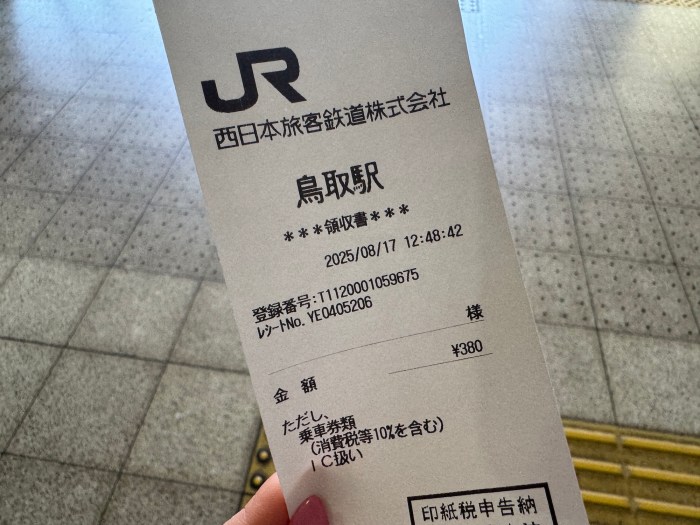 JR
西日本旅客鉄道株式会社
鳥取駅
***領収書***
2025/08/17 12:48:42
登録番号:T1120001059675
ﾚｼｰﾄNo. YE0405206
様
¥380
金 額
ただし、
乗車券類
(消費税等10%を含む)
IC扱い
印紙税申告納